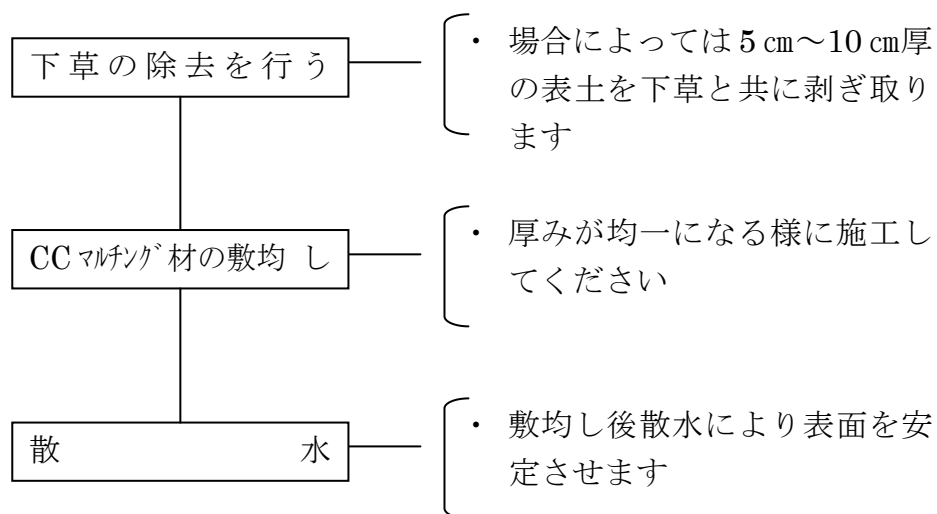 下草の除去を行う
・ 場合によっては5㎝～10㎝厚
の表土を下草と共に剥ぎ取り
ます
CCﾏﾙﾁﾝｸﾞ材の敷均 し
・ 厚みが均一になる様に施工し
てください
散 水
・ 敷均し後散水により表面を安
定させます